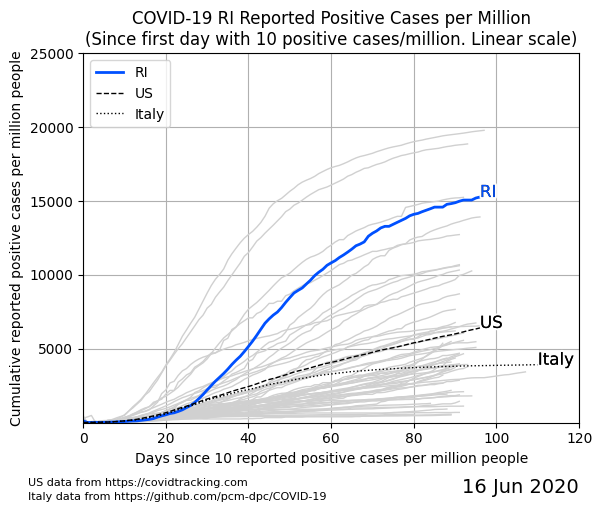 COVID-19 RI Reported Positive Cases per Million
(Since first day with 10 positive cases/million. Linear scale)
Cumulative reported positive cases per million people
25000
20000
15000
10000
5000
RI
US
Italy
RI
US
Italy
0
20
40
60
80
100
120
Days since 10 reported positive cases per million people
US data from https://covidtracking.com
Italy data from https://github.com/pcm-dpc/COVID-19
16 Jun 2020